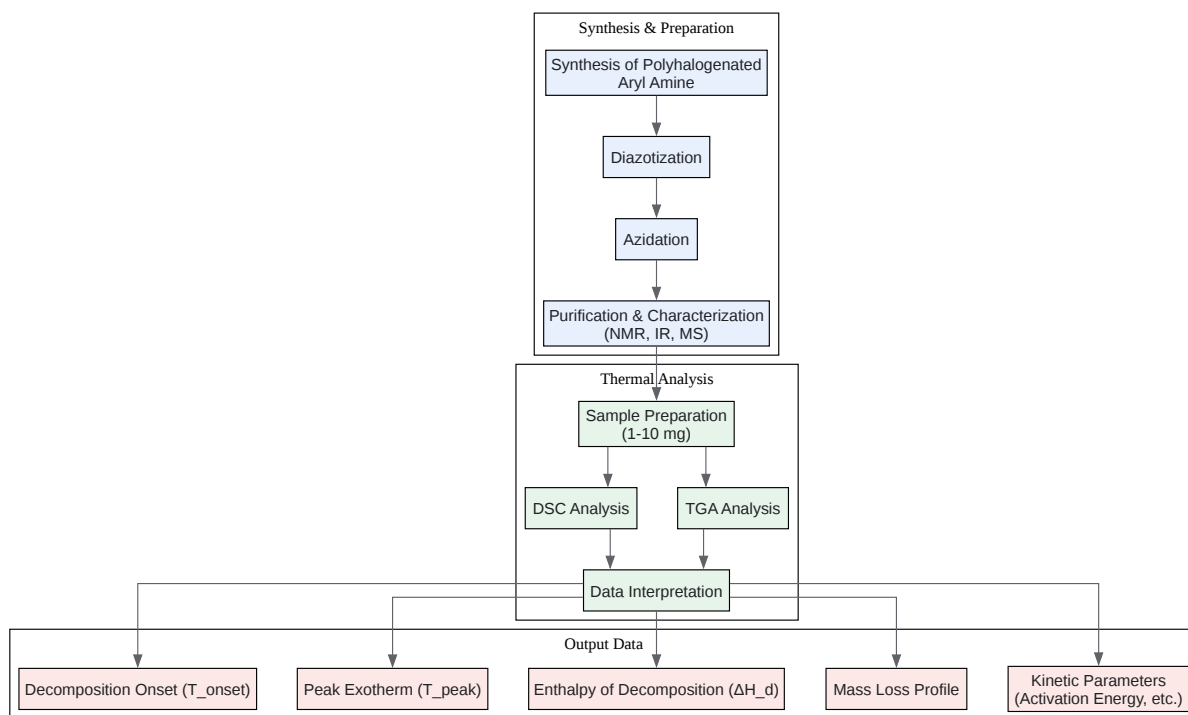 Synthesis & Preparation
Synthesis of Polyhalogenated
Aryl Amine
Diazotization
Azidation
Purification & Characterization
(NMR, IR, MS)
Thermal Analysis
Sample Preparation
(1-10 mg)
DSC Analysis
TGA Analysis
Data Interpretation
Output Data
Decomposition Onset (T_onset)
Peak Exotherm (T_peak)
Enthalpy of Decomposition (ΔH_d)
Mass Loss Profile
Kinetic Parameters
(Activation Energy, etc.)